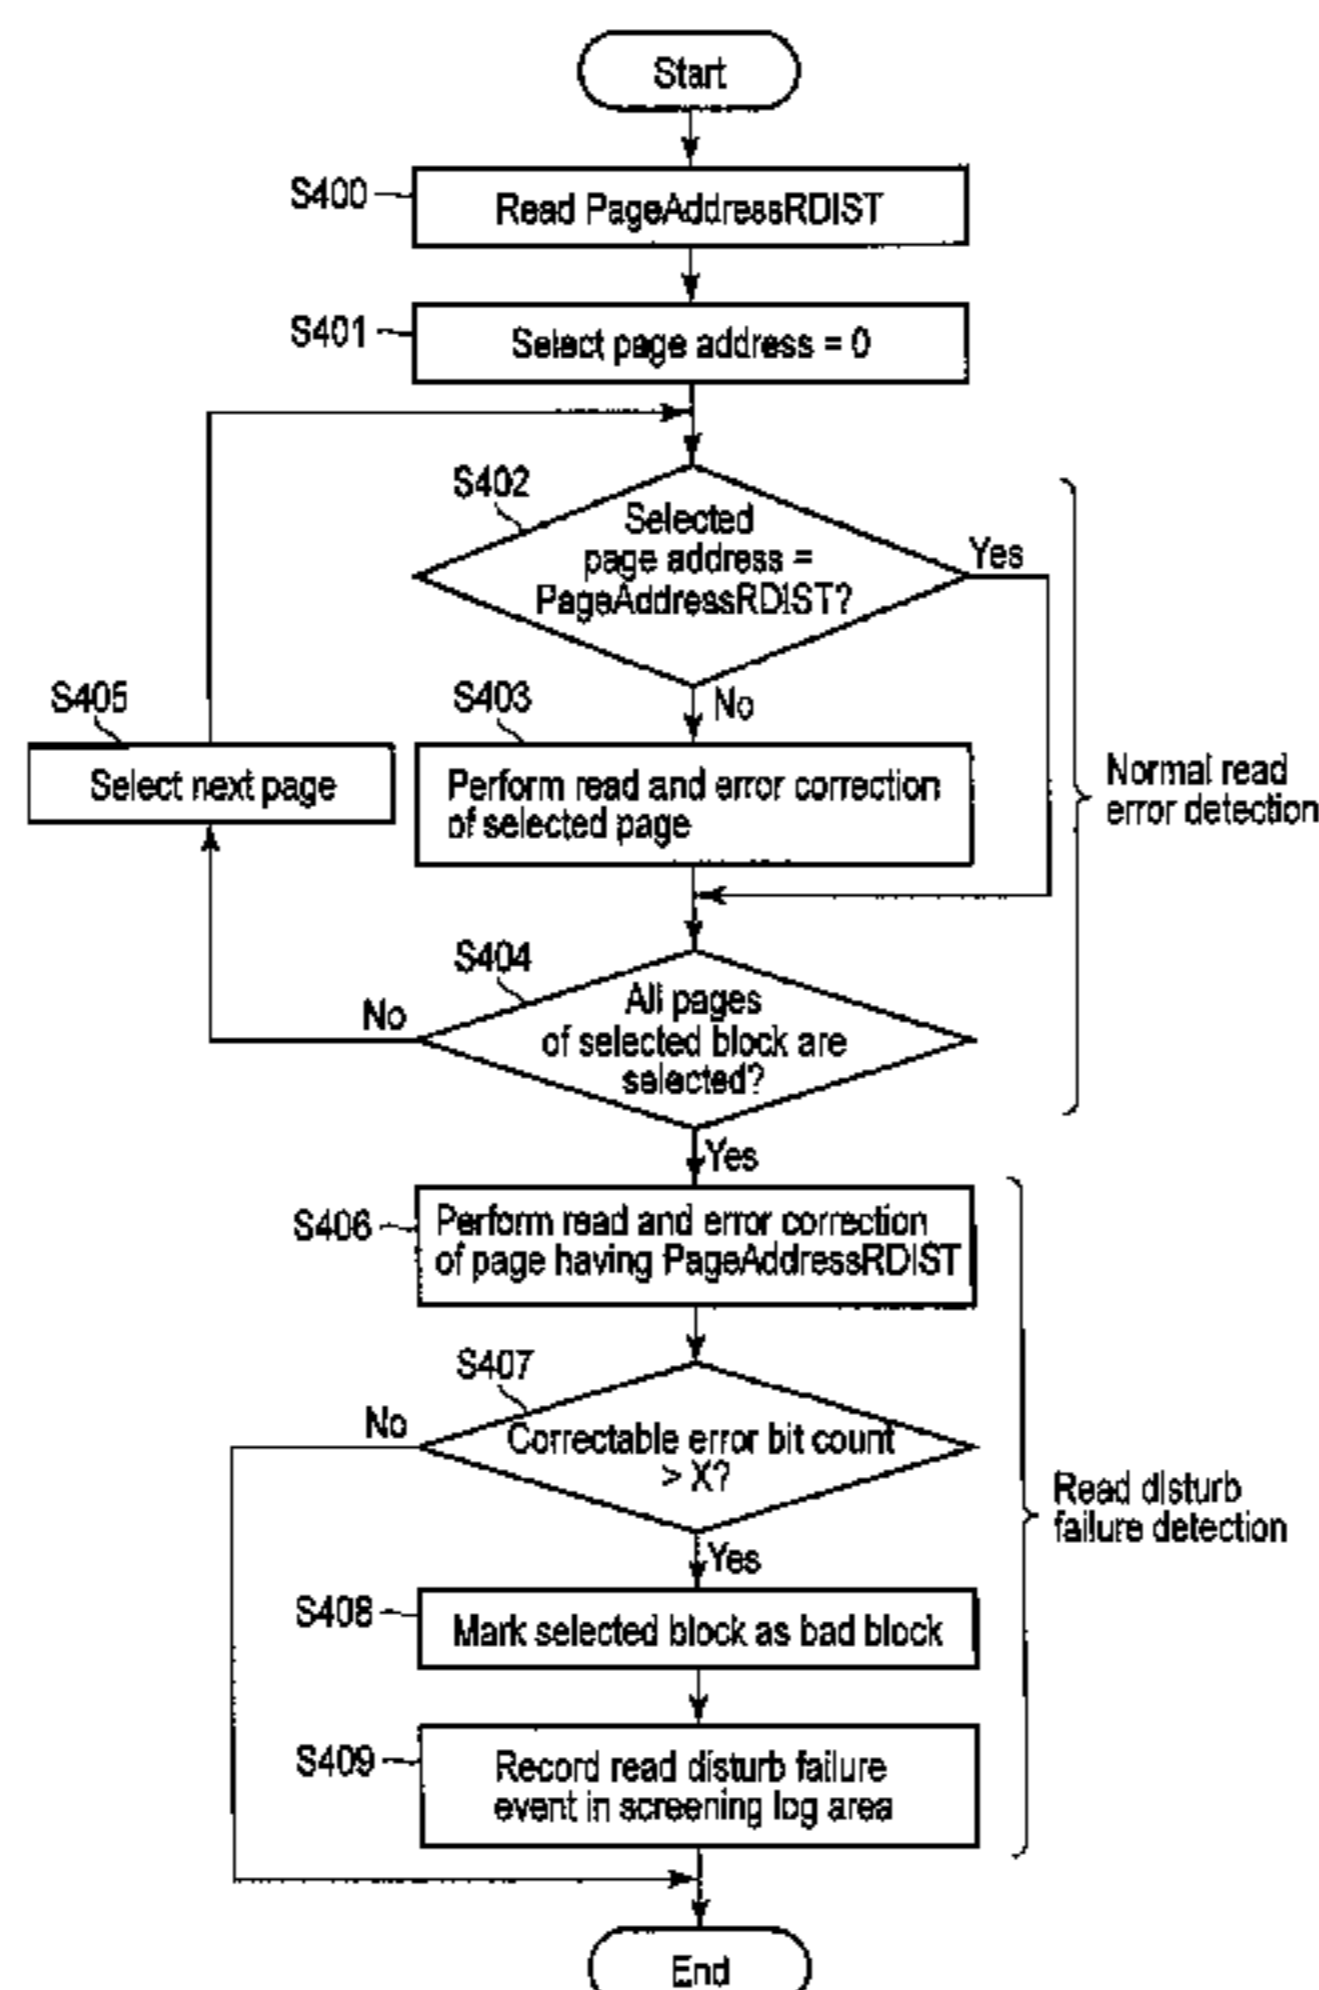 Start
S400
Read PageAddressRDIST
S401
Select page address = 0
S402
Selected
page address =
PageAddressRDIST?
Yes
No
S405
Select next page
S403
Perform read and error correction
of selected page
Normal read
error detection
S404
All pages
of selected block are
selected?
No
Yes
S406
Perform read and error correction
of page having PageAddressRDIST
S407
Correctable error bit count
> X?
No
Yes
Read disturb
failure detection
S408
Mark selected block as bad block
S409
Record read disturb failure
event in screening log area
End